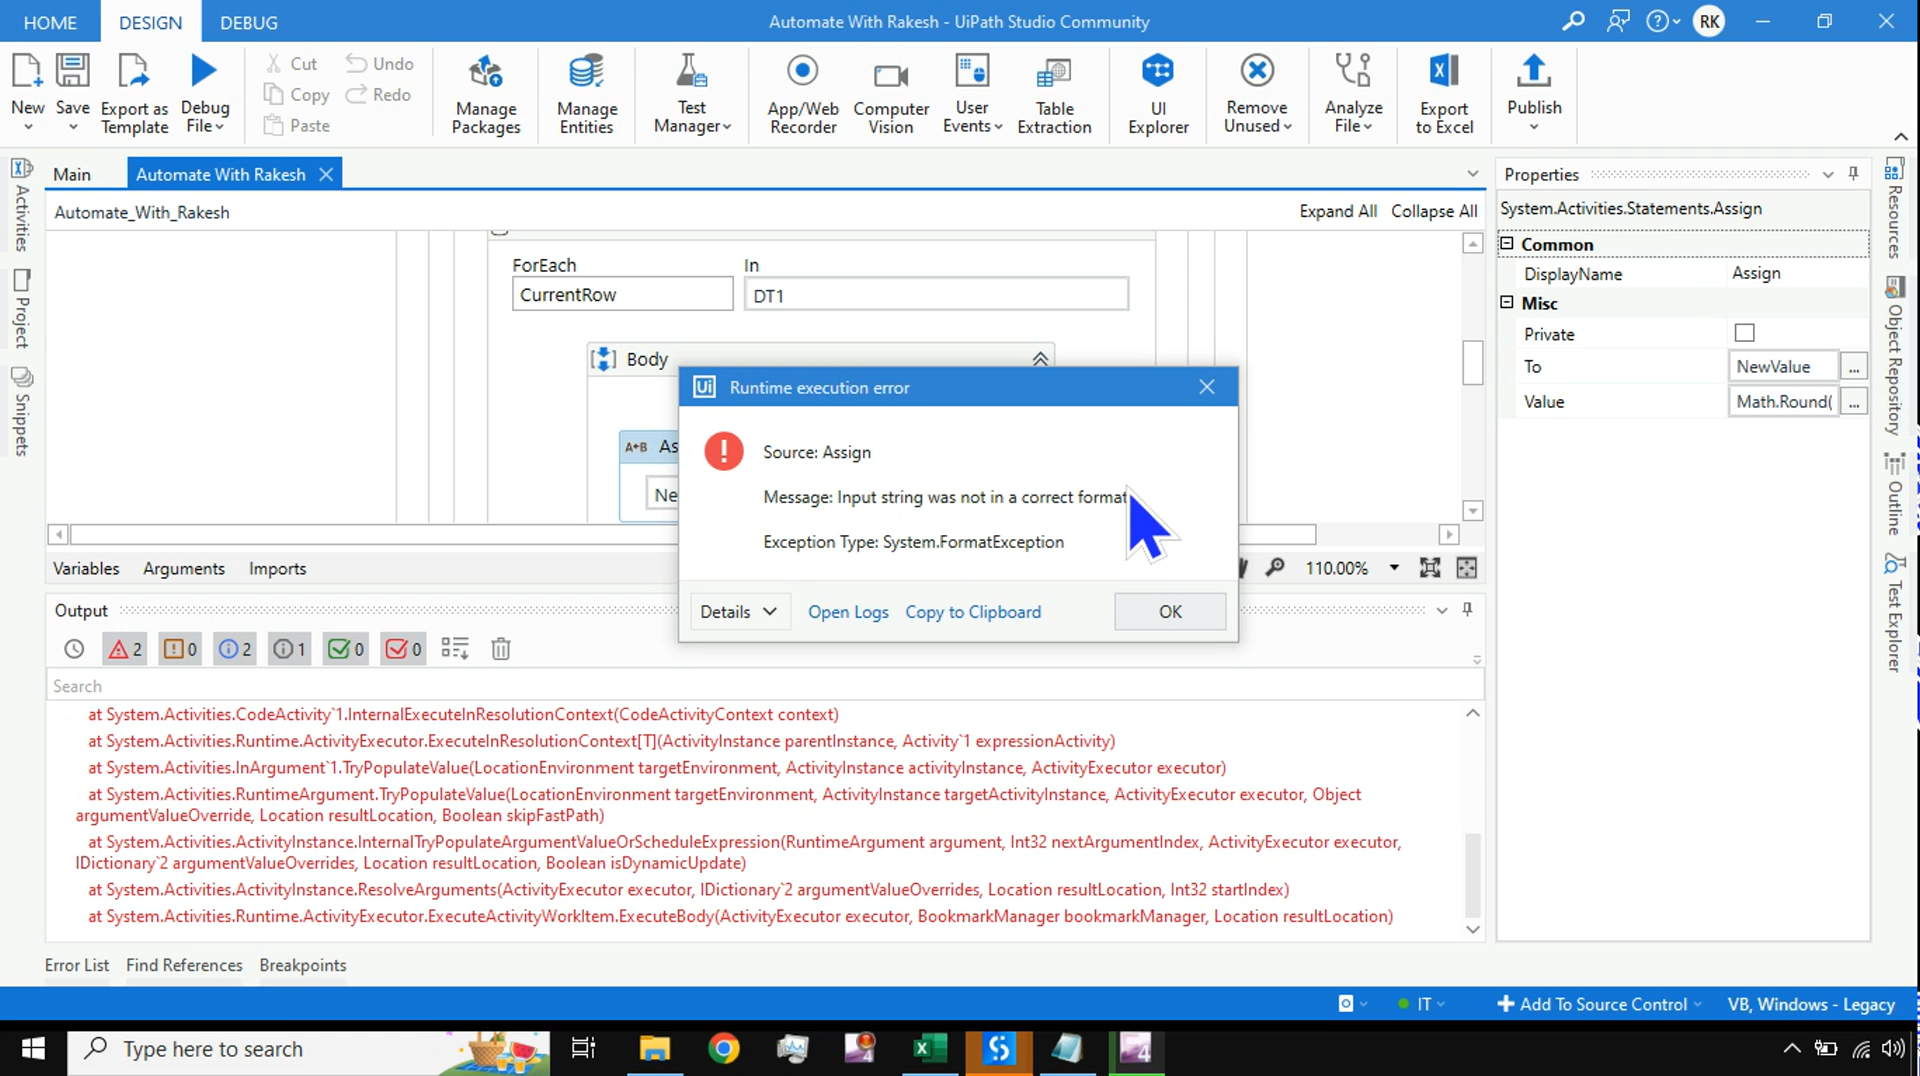 HOME DESIGN DEBUG Automate With Rakesh - UiPath Studio Community RK
New Save Export as Template Debug File
Cut Undo
Copy Redo
Paste
Manage Packages Manage Entities Test Manager App/Web Recorder Computer Vision User Events Table Extraction UI Explorer Remove Unused Analyze File Export to Excel Publish
Activities
Project
Snippets
Main Automate With Rakesh
Automate_With_Rakesh Expand All Collapse All
ForEach In
CurrentRow DT1
Body
A+B As
Ne
Ui Runtime execution error
Source: Assign
Message: Input string was not in a correct format
Exception Type: System.FormatException
Details Open Logs Copy to Clipboard OK
Variables Arguments Imports 110.00%
Output
2 0 2 1 0 0
Search
at System.Activities.CodeActivity`1.InternalExecuteInResolutionContext(CodeActivityContext context)
at System.Activities.Runtime.ActivityExecutor.ExecuteInResolutionContext[T](ActivityInstance parentInstance, Activity`1 expressionActivity)
at System.Activities.InArgument`1.TryPopulateValue(LocationEnvironment targetEnvironment, ActivityInstance activityInstance, ActivityExecutor executor)
at System.Activities.RuntimeArgument.TryPopulateValue(LocationEnvironment targetEnvironment, ActivityInstance targetActivityInstance, ActivityExecutor executor, Object
argumentValueOverride, Location resultLocation, Boolean skipFastPath)
at System.Activities.ActivityInstance.InternalTryPopulateArgumentValueOrScheduleExpression(RuntimeArgument argument, Int32 nextArgumentIndex, ActivityExecutor executor,
IDictionary`2 argumentValueOverrides, Location resultLocation, Boolean isDynamicUpdate)
at System.Activities.ActivityInstance.ResolveArguments(ActivityExecutor executor, IDictionary`2 argumentValueOverrides, Location resultLocation, Int32 startIndex)
at System.Activities.Runtime.ActivityExecutor.ExecuteActivityWorkItem.ExecuteBody(ActivityExecutor executor, BookmarkManager bookmarkManager, Location resultLocation)
Error List Find References Breakpoints
Properties
System.Activities.Statements.Assign
Common
DisplayName Assign
Misc
Private
To NewValue ...
Value Math.Round( ...
Resources
Object Repository
Outline
Test Explorer
IT + Add To Source Control VB, Windows - Legacy
Type here to search